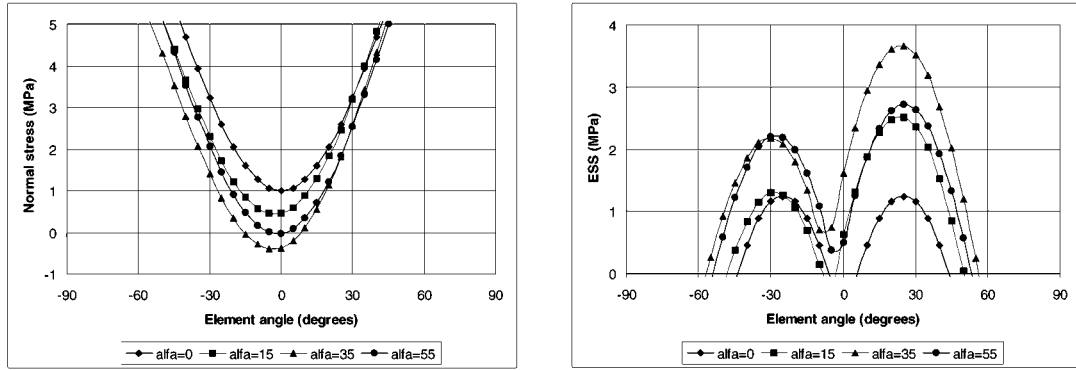 Normal stress (MPa)
5
4
3
2
1
0
-1
-90 -60 -30 0 30 60 90
Element angle (degrees)
alfa=0 alfa=15 alfa=35 alfa=55
ESS (MPa)
4
3
2
1
0
-90 -60 -30 0 30 60 90
Element angle (degrees)
alfa=0 alfa=15 alfa=35 alfa=55